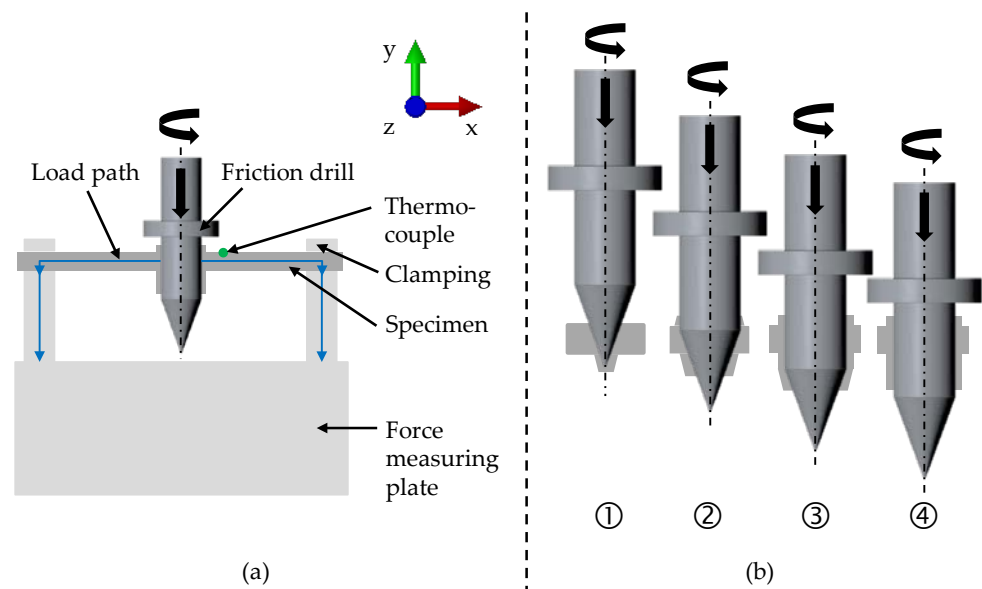 y
z
x
Load path
Friction drill
Thermo-
couple
Clamping
Specimen
Force
measuring
plate
(a)
① ② ③ ④
(b)